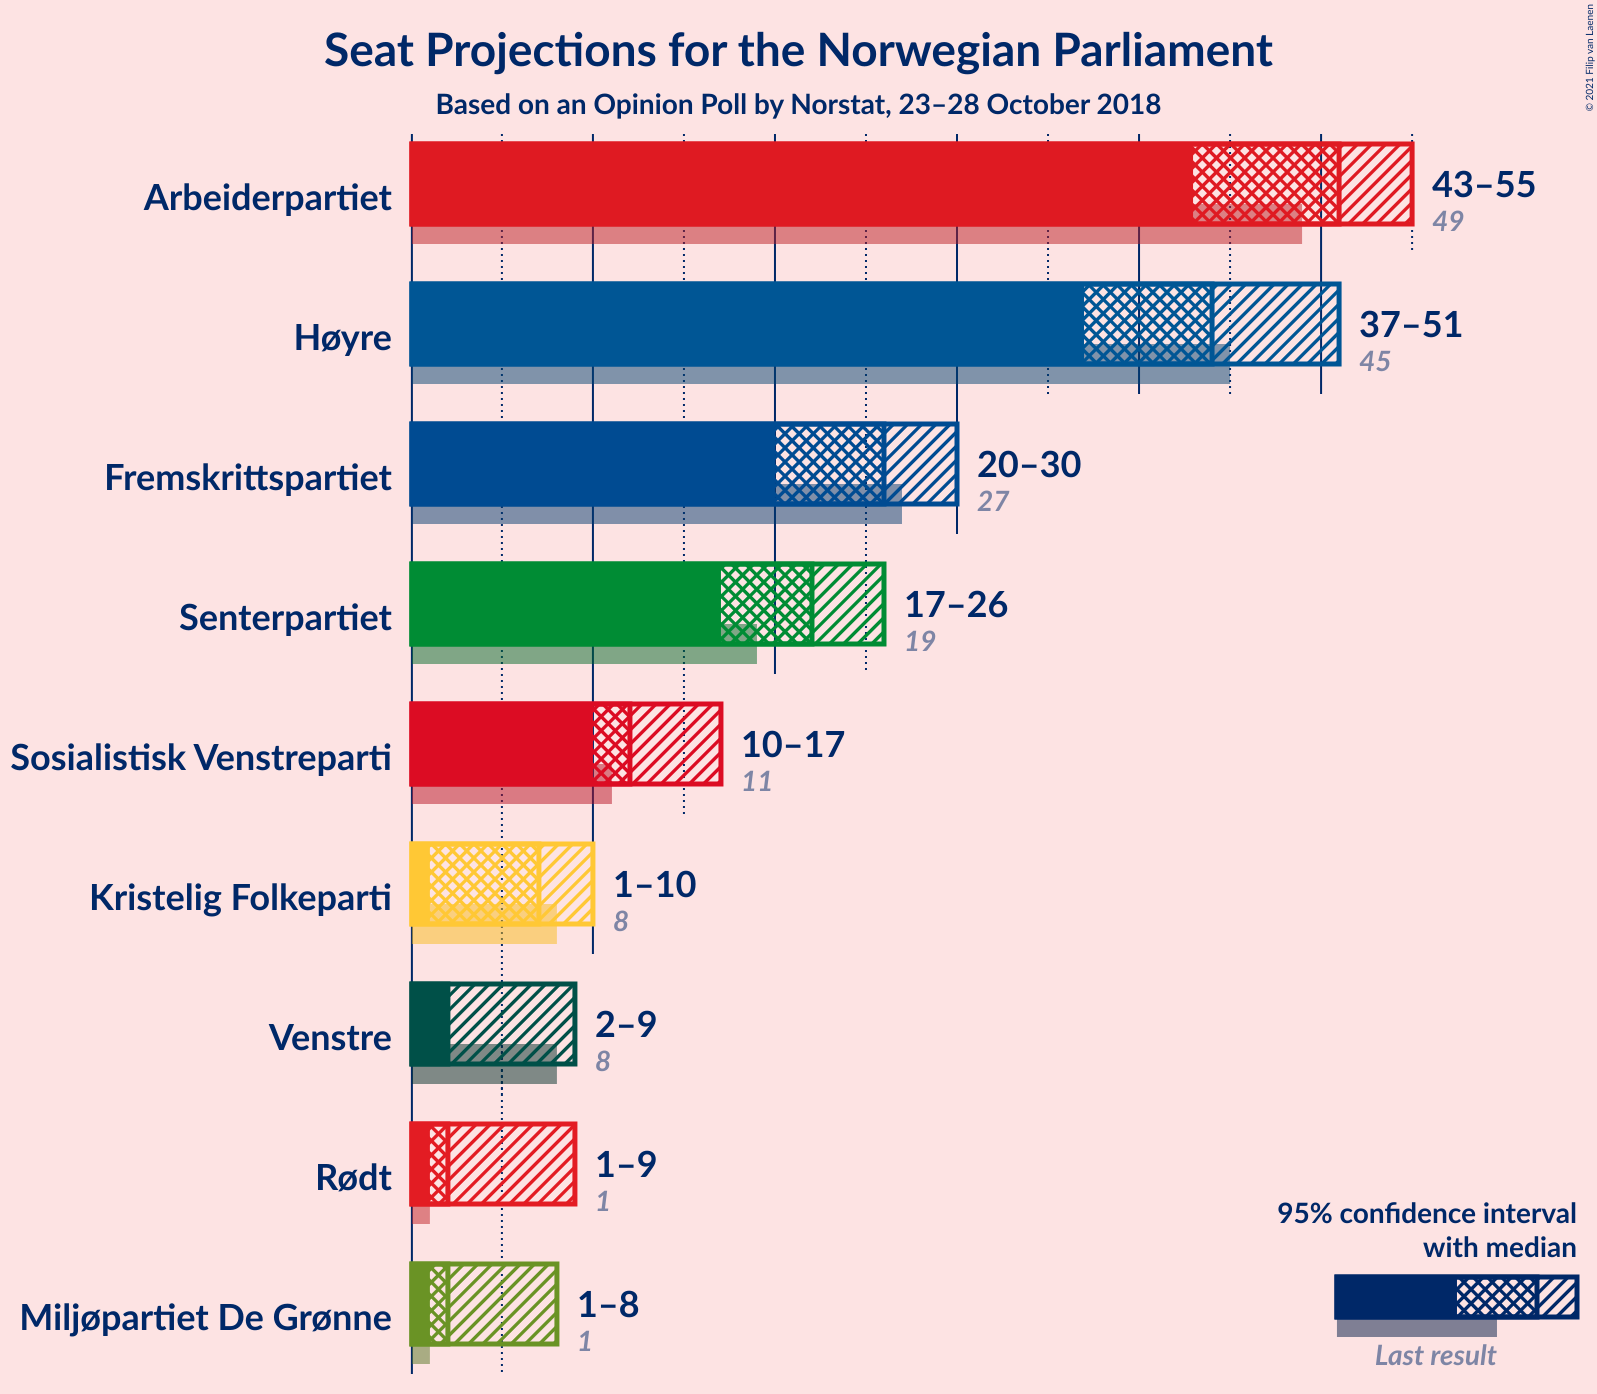 Seat Projections for the Norwegian Parliament
Based on an Opinion Poll by Norstat, 23–28 October 2018
© 2021 Filip van Laenen
Arbeiderpartiet
43–55
49
Høyre
37–51
45
Fremskrittspartiet
20–30
27
Senterpartiet
17–26
19
Sosialistisk Venstreparti
10–17
11
Kristelig Folkeparti
1–10
8
Venstre
2–9
8
Rødt
1–9
1
Miljøpartiet De Grønne
1–8
1
95% confidence interval
with median
Last result